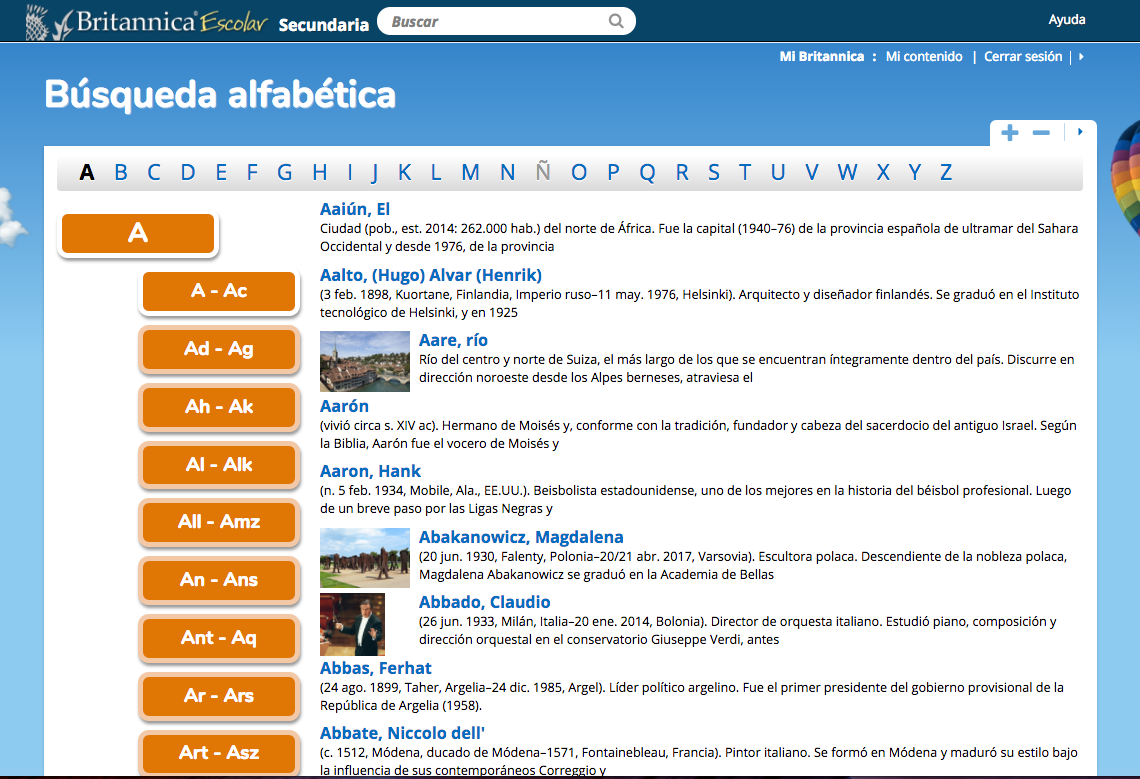 Britannica® Escolar Secundaria Buscar Ayuda
Mi Britannica : Mi contenido | Cerrar sesión |
Búsqueda alfabética
A B C D E F G H I J K L M N Ñ O P Q R S T U V W X Y Z
A
A - Ac
Ad - Ag
Ah - Ak
Al - Alk
All - Amz
An - Ans
Ant - Aq
Ar - Ars
Art - Asz
Aaiún, El
Ciudad (pob., est. 2014: 262.000 hab.) del norte de África. Fue la capital (1940–76) de la provincia española de ultramar del Sahara
Occidental y desde 1976, de la provincia
Aalto, (Hugo) Alvar (Henrik)
(3 feb. 1898, Kuortane, Finlandia, Imperio ruso–11 may. 1976, Helsinki). Arquitecto y diseñador finlandés. Se graduó en el Instituto
tecnológico de Helsinki, y en 1925
Aare, río
Río del centro y norte de Suiza, el más largo de los que se encuentran íntegramente dentro del país. Discurre en
dirección noroeste desde los Alpes berneses, atraviesa el
Aarón
(vivió circa s. XIV ac). Hermano de Moisés y, conforme con la tradición, fundador y cabeza del sacerdocio del antiguo Israel. Según
la Biblia, Aarón fue el vocero de Moisés y
Aaron, Hank
(n. 5 feb. 1934, Mobile, Ala., EE.UU.). Beisbolista estadounidense, uno de los mejores en la historia del béisbol profesional. Luego
de un breve paso por las Ligas Negras y
Abakanowicz, Magdalena
(20 jun. 1930, Falenty, Polonia–20/21 abr. 2017, Varsovia). Escultora polaca. Descendiente de la nobleza polaca,
Magdalena Abakanowicz se graduó en la Academia de Bellas
Abbado, Claudio
(26 jun. 1933, Milán, Italia–20 ene. 2014, Bolonia). Director de orquesta italiano. Estudió piano, composición y
dirección orquestal en el conservatorio Giuseppe Verdi, antes
Abbas, Ferhat
(24 ago. 1899, Taher, Argelia–24 dic. 1985, Argel). Líder político argelino. Fue el primer presidente del gobierno provisional de la
República de Argelia (1958).
Abbate, Niccolo dell'
(c. 1512, Módena, ducado de Módena–1571, Fontainebleau, Francia). Pintor italiano. Se formó en Módena y maduró su estilo bajo
la influencia de sus contemporáneos Correggio y